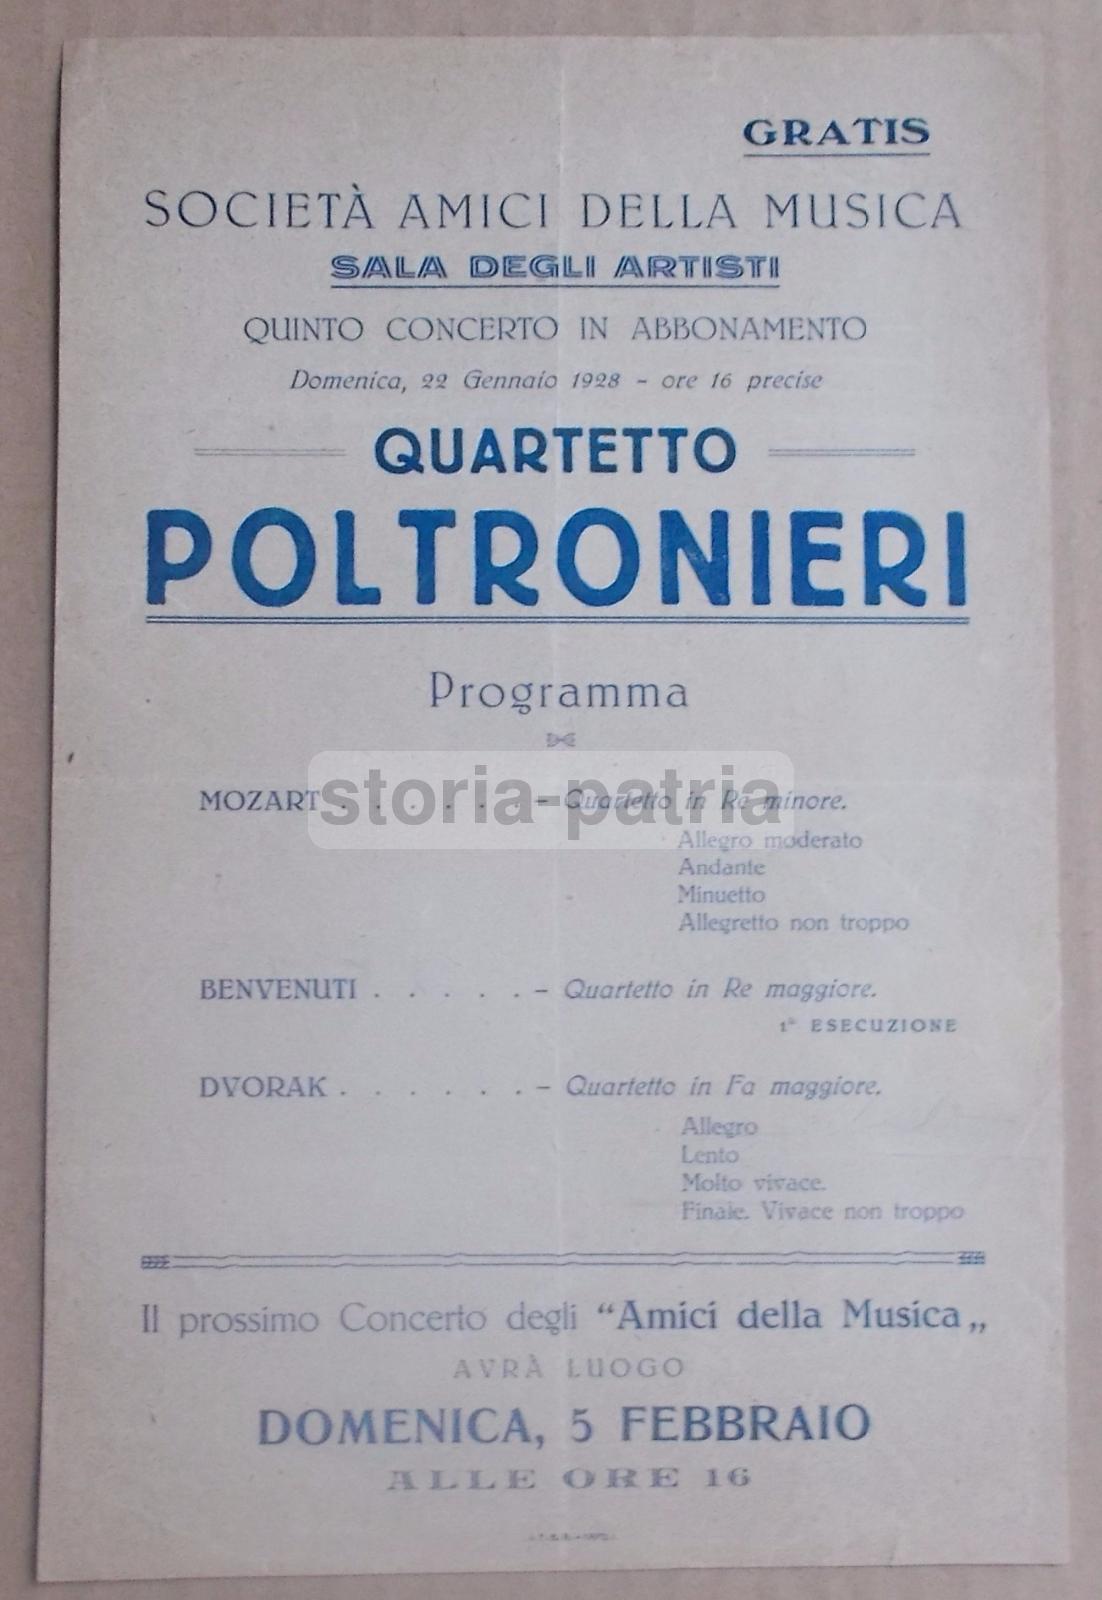 GRATIS
SOCIETÀ AMICI DELLA MUSICA
SALA DEGLI ARTISTI
QUINTO CONCERTO IN ABBONAMENTO
Domenica, 22 Gennaio 1928 - ore 16 precise
QUARTETTO
POLTRONIERI
Programma
storia-patria
MOZART . . . . . . - Quartetto in Re minore.
Allegro moderato
Andante
Minuetto
Allegretto non troppo
BENVENUTI . . . . . - Quartetto in Re maggiore.
1ª ESECUZIONE
DVORAK . . . . . . - Quartetto in Fa maggiore.
Allegro
Lento
Molto vivace.
Finale. Vivace non troppo
Il prossimo Concerto degli “Amici della Musica„
AVRÀ LUOGO
DOMENICA, 5 FEBBRAIO
ALLE ORE 16